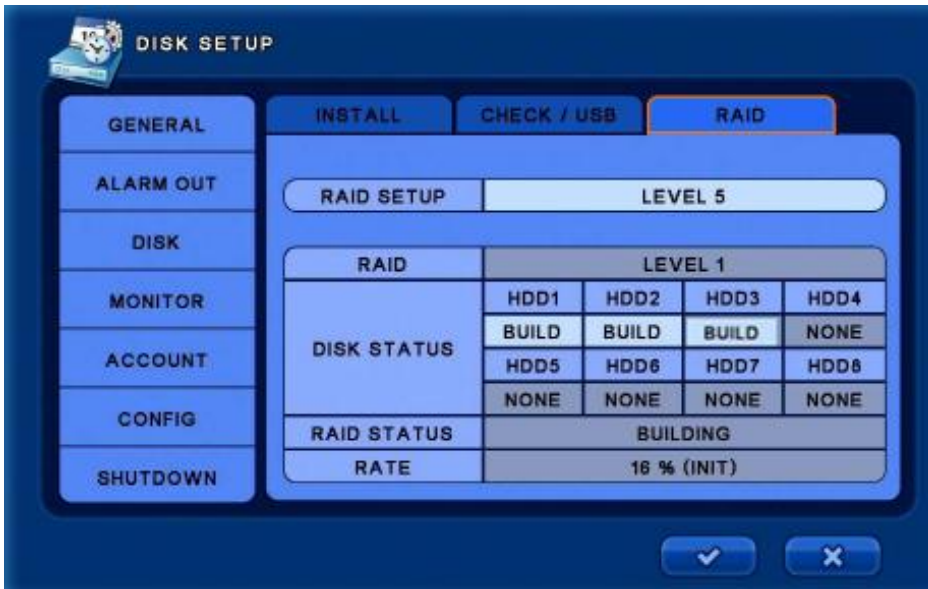 DISK SETUP
INSTALL CHECK / USB RAID
GENERAL
ALARM OUT
DISK
MONITOR
ACCOUNT
CONFIG
SHUTDOWN
RAID SETUP LEVEL 5
RAID LEVEL 1
DISK STATUS
HDD1 HDD2 HDD3 HDD4
BUILD BUILD BUILD NONE
HDD5 HDD6 HDD7 HDD8
NONE NONE NONE NONE
RAID STATUS BUILDING
RATE 16 % (INIT)